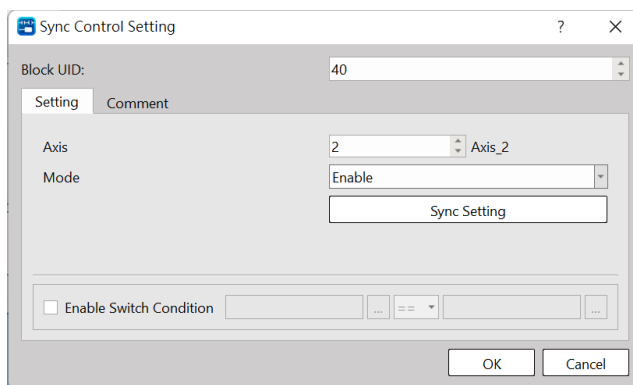 Sync Control Setting ? ×
Block UID: 40
Setting Comment
Axis 2 Axis_2
Mode Enable
Sync Setting
Enable Switch Condition ... == ...
OK Cancel